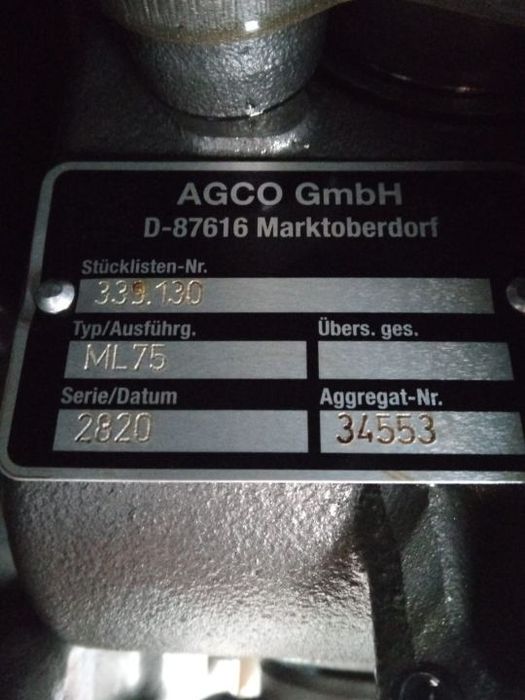 AGCO GmbH
D-87616 Marktoberdorf
Stücklisten-Nr.
339.130
Typ/Ausführg. Übers. ges.
ML75
Serie/Datum Aggregat-Nr.
2820 34553